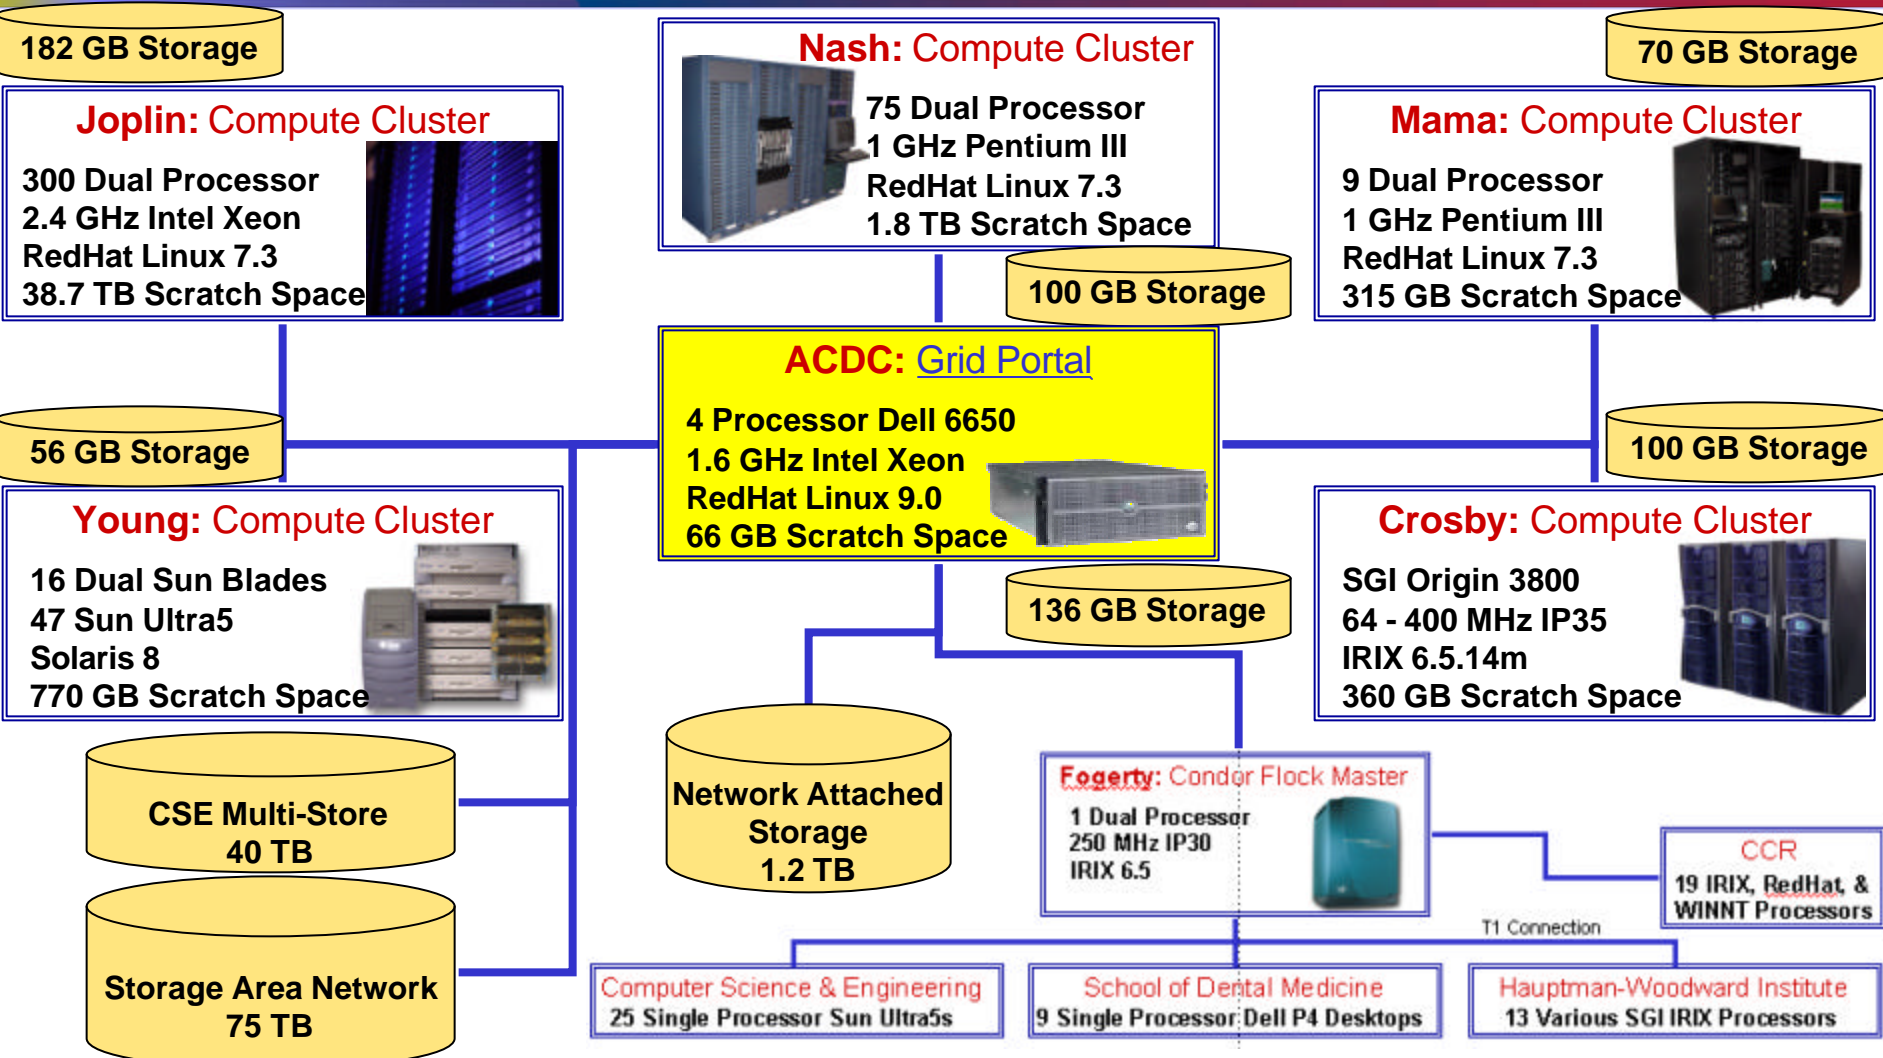 182 GB Storage
Joplin: Compute Cluster
300 Dual Processor
2.4 GHz Intel Xeon
RedHat Linux 7.3
38.7 TB Scratch Space
Nash: Compute Cluster
75 Dual Processor
1 GHz Pentium III
RedHat Linux 7.3
1.8 TB Scratch Space
70 GB Storage
Mama: Compute Cluster
9 Dual Processor
1 GHz Pentium III
RedHat Linux 7.3
315 GB Scratch Space
100 GB Storage
ACDC: Grid Portal
4 Processor Dell 6650
1.6 GHz Intel Xeon
RedHat Linux 9.0
66 GB Scratch Space
56 GB Storage
Young: Compute Cluster
16 Dual Sun Blades
47 Sun Ultra5
Solaris 8
770 GB Scratch Space
100 GB Storage
Crosby: Compute Cluster
SGI Origin 3800
64 - 400 MHz IP35
IRIX 6.5.14m
360 GB Scratch Space
136 GB Storage
CSE Multi-Store
40 TB
Storage Area Network
75 TB
Network Attached
Storage
1.2 TB
Fogerty: Condor Flock Master
1 Dual Processor
250 MHz IP30
IRIX 6.5
CCR
19 IRIX, RedHat, &
WINNT Processors
T1 Connection
Computer Science & Engineering
25 Single Processor Sun Ultra5s
School of Dental Medicine
9 Single Processor Dell P4 Desktops
Hauptman-Woodward Institute
13 Various SGI IRIX Processors